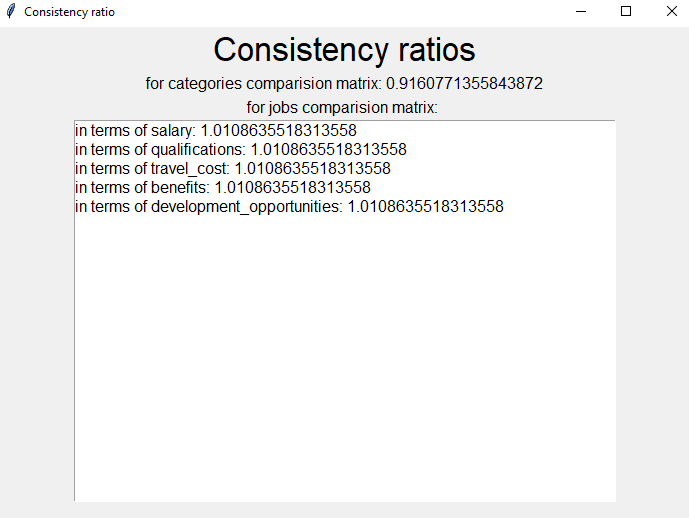 Consistency ratio
Consistency ratios
for categories comparision matrix: 0.9160771355843872
for jobs comparision matrix:
in terms of salary: 1.0108635518313558
in terms of qualifications: 1.0108635518313558
in terms of travel_cost: 1.0108635518313558
in terms of benefits: 1.0108635518313558
in terms of development_opportunities: 1.0108635518313558